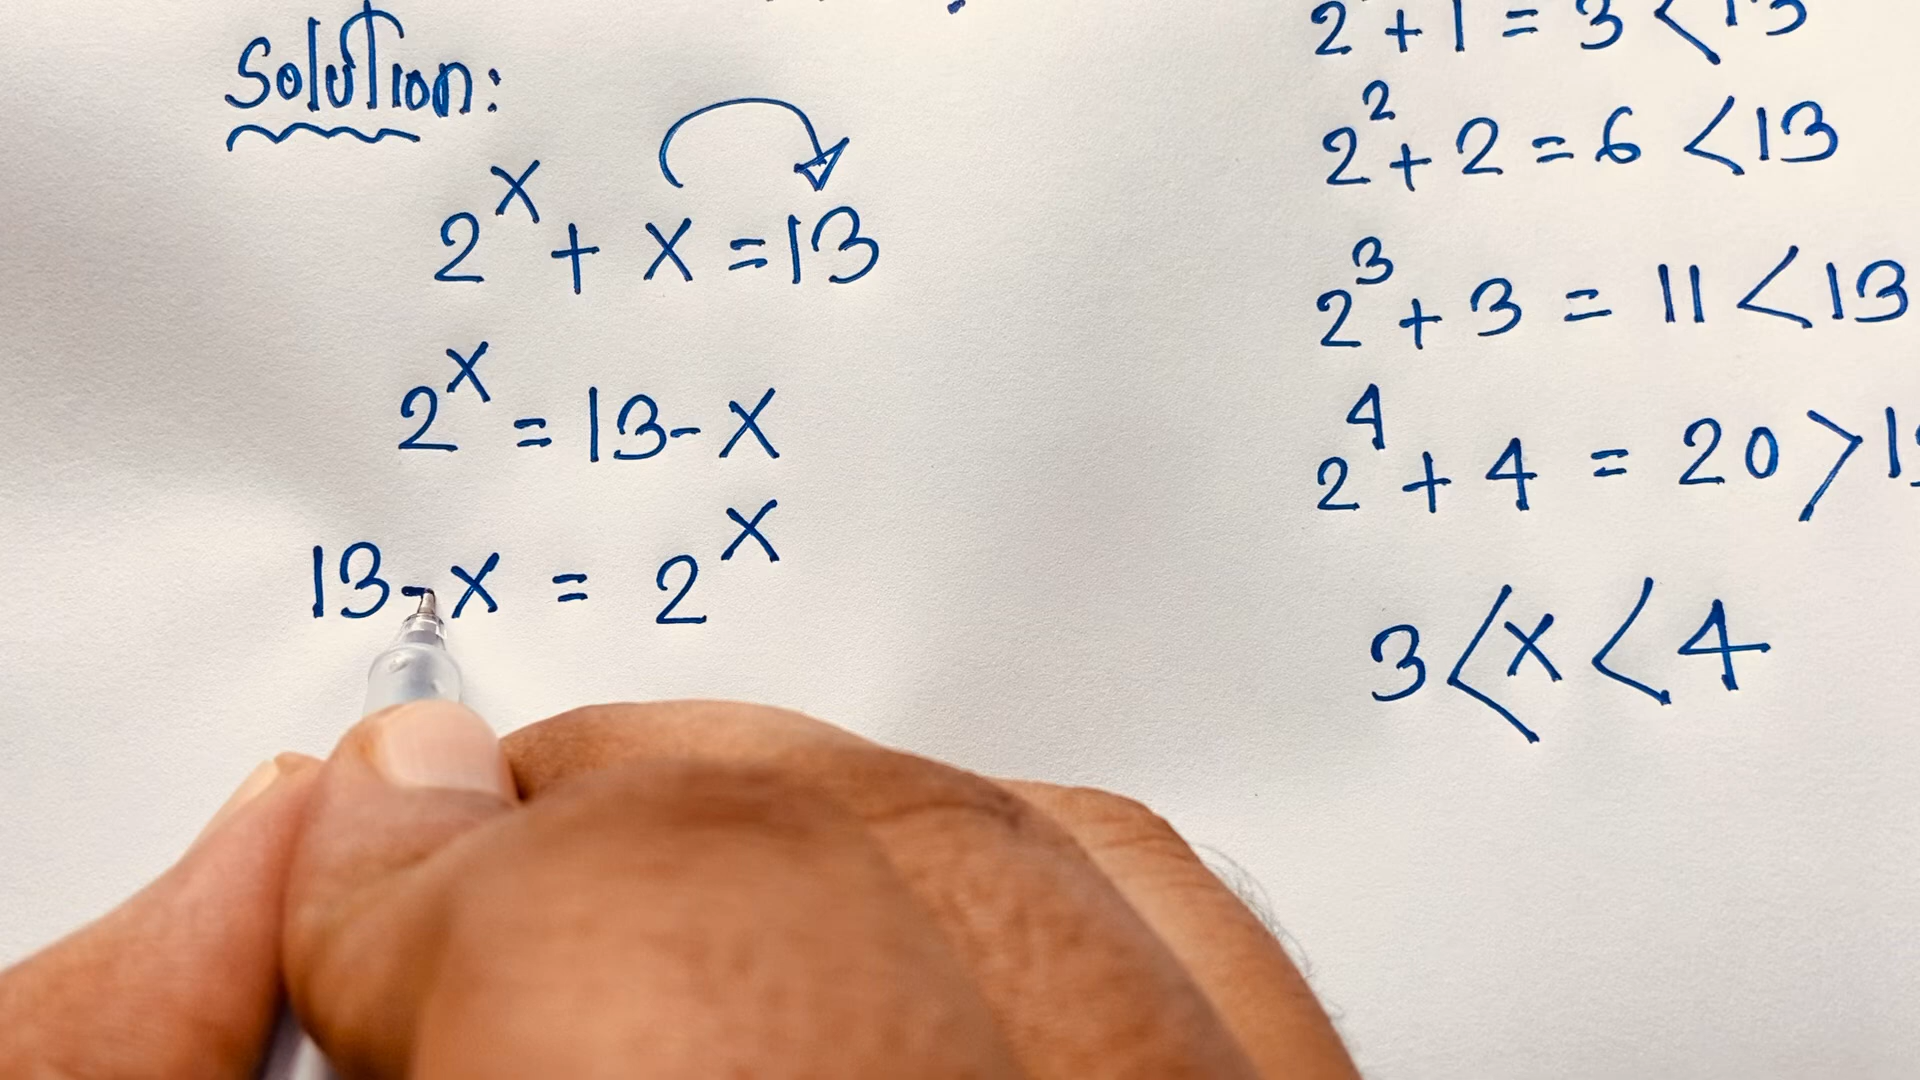 Solution:
2^x + x = 13
2^x = 13 - x
13 - x = 2^x
2 + 1 = 3 < 13
2^2 + 2 = 6 < 13
2^3 + 3 = 11 < 13
2^4 + 4 = 20 > 1
3 < x < 4